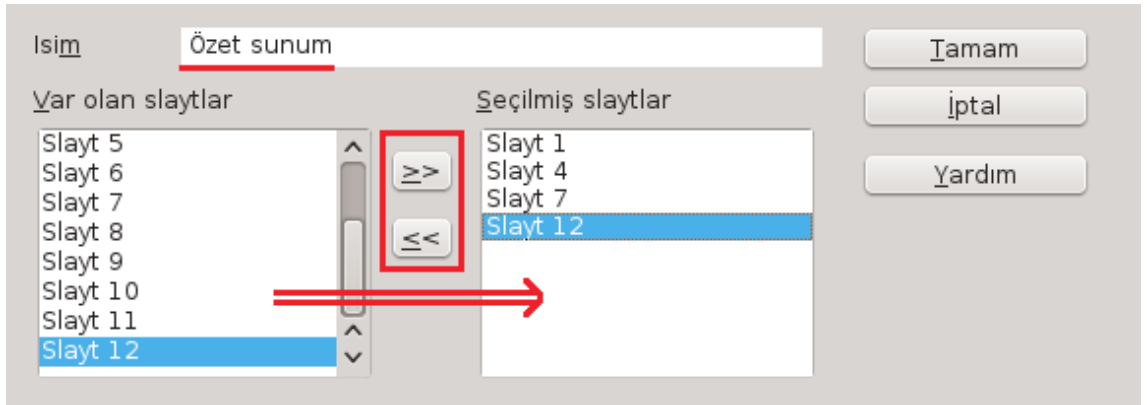 Isim
Özet sunum
Tamam
Var olan slaytlar
Seçilmiş slaytlar
İptal
Slayt 5
Slayt 6
Slayt 7
Slayt 8
Slayt 9
Slayt 10
Slayt 11
Slayt 12
>>
<<
Slayt 1
Slayt 4
Slayt 7
Slayt 12
Yardım